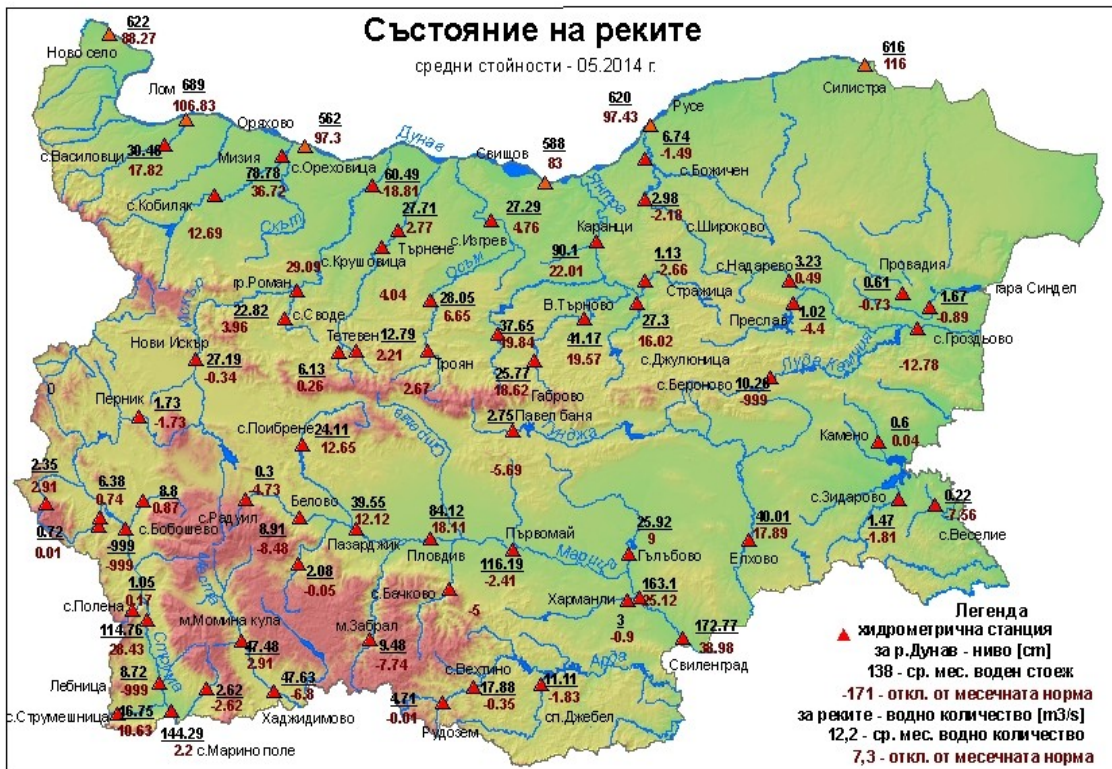 Състояние на реките
средни стойности - 05.2014 г.
622
88.27
Ново село
Лом
689
106.83
Оряхово
562
97.3
Дунав
Свищов
588
83
620
97.43
Русе
616
116
Силистра
с.Василовци
30.46
17.82
Мизия
78.78
36.72
с.Ореховица
60.49
-18.81
6.74
-1.49
с.Божичен
2.98
-2.18
с.Широково
с.Кобиляк
12.69
Скът
27.71
2.77
Търнене
с.Крушовица
27.29
4.76
с.Изгрев
Осъм
Янтра
Каранци
90.1
22.01
1.13
-2.66
Стражица
с.Надарево
3.23
0.49
Провадия
0.61
-0.73
1.67
-0.89
гара Синдел
29.09
гр.Роман
4.04
28.05
6.65
В.Търново
41.17
19.57
27.3
16.02
с.Джулюница
Преслав
1.02
-4.4
с.Гроздьово
-12.78
Искър
22.82
3.96
с.Своде
Тетевен
12.79
2.21
6.13
0.26
Троян
2.67
37.65
19.84
25.77
18.62
Габрово
Луда Камчия
с.Бероново
10.26
-999
Нови Искър
27.19
-0.34
0
Перник
1.73
-1.73
с.Поибрене
24.11
12.65
Стряма
2.75
Павел баня
Тунджа
-5.69
Камено
0.6
0.04
2.35
2.91
6.38
0.74
8.8
0.87
0.3
-4.73
с.Радуил
Белово
39.55
12.12
Пазарджик
84.12
18.11
Пловдив
Първомай
116.19
-2.41
Марица
25.92
9
Гълъбово
40.01
17.89
Елхово
с.Зидарово
1.47
-1.81
0.22
-7.56
с.Веселие
0.72
0.01
с.Бобошево
-999
-999
8.91
-8.48
2.08
-0.05
с.Бачково
-5
Места
1.05
0.17
с.Полена
114.76
28.43
Струма
м.Момина кула
47.48
2.91
м.Забрал
9.48
-7.74
Харманли
3
-0.9
163.1
25.12
172.77
38.98
Свиленград
Арда
Лебница
8.72
-999
2.62
-2.62
47.63
-6.8
Хаджидимово
с.Вехтино
17.88
-0.35
4.71
-0.01
Рудозем
11.11
-1.83
сп.Джебел
с.Струмешница
16.75
10.63
144.29
2.2
с.Марино поле
Легенда
хидрометрична станция
за р.Дунав - ниво [cm]
138 - ср. мес. воден стоеж
-171 - откл. от месечната норма
за реките - водно количество [m3/s]
12,2 - ср. мес. водно количество
7,3 - откл. от месечната норма